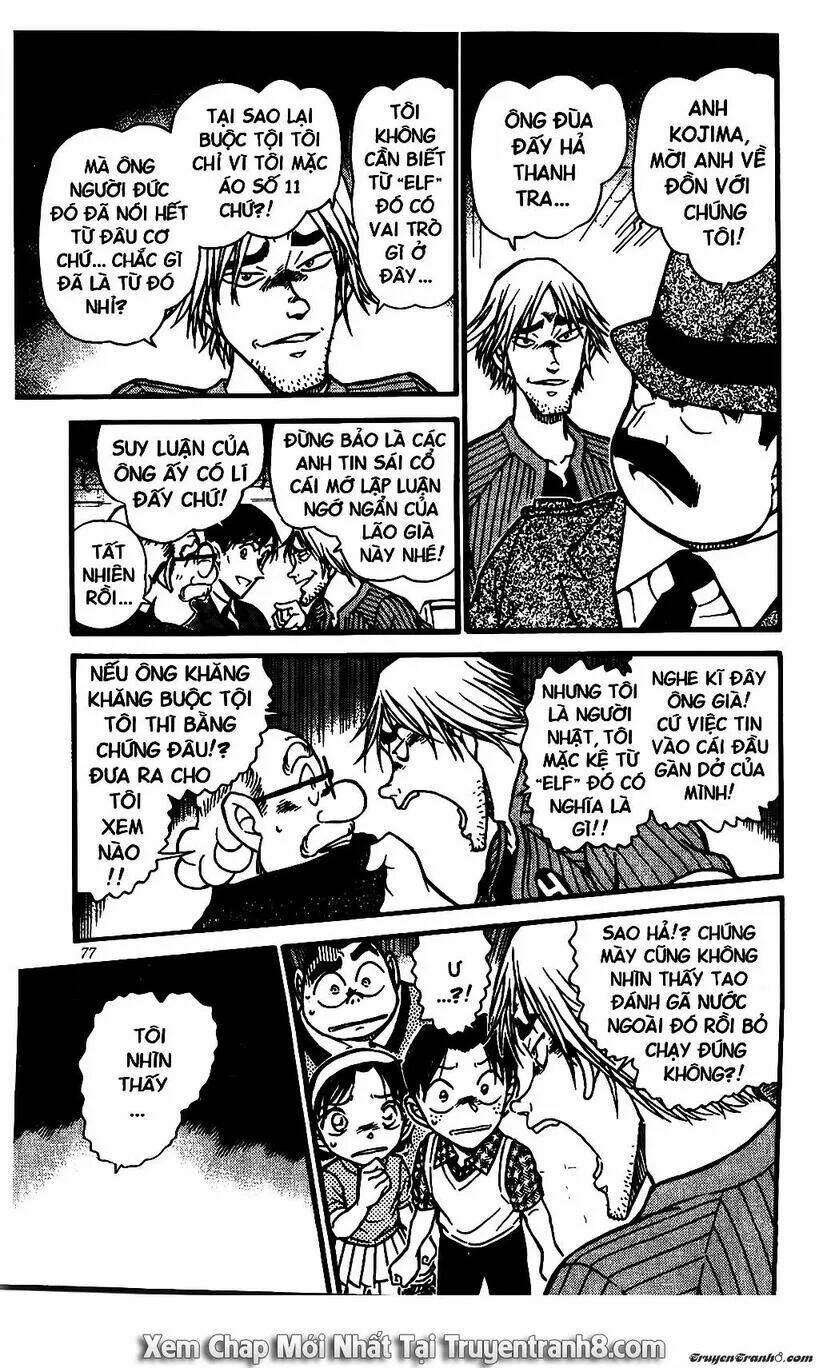 ANH
KOJIMA,
MỜI ANH VỀ
ĐỒN VỚI
CHÚNG
TÔI!
ÔNG ĐÙA
ĐẤY HẢ
THANH
TRA...
TÔI
KHÔNG
CẦN BIẾT
TỪ "ELF"
ĐÓ CÓ
VAI TRÒ
GÌ Ở
ĐÂY...
TẠI SAO LẠI
BUỘC TỘI TÔI
CHỈ VÌ TÔI MẶC
ÁO SỐ 11
CHỨ?!
MÀ ÔNG
NGƯỜI ĐỨC
ĐÓ ĐÃ NÓI HẾT
TỪ ĐÂU CƠ
CHỨ... CHẮC GÌ
ĐÃ LÀ TỪ ĐÓ
NHỈ?
ĐỪNG BẢO LÀ CÁC
ANH TIN SÁI CỔ
CÁI MỚ LẬP LUẬN
NGỚ NGẨN CỦA
LÃO GIÀ
NÀY NHÉ!
SUY LUẬN CỦA
ÔNG ẤY CÓ LÍ
ĐẤY CHỨ!
TẤT
NHIÊN
RỒI...
NGHE KĨ ĐÂY
ÔNG GIÀ!
CỨ VIỆC TIN
VÀO CÁI ĐẦU
GÀN DỞ CỦA
MÌNH!
NHƯNG TÔI
LÀ NGƯỜI
NHẬT, TÔI
MẶC KỆ TỪ
"ELF" ĐÓ CÓ
NGHĨA LÀ
GÌ!!
NẾU ÔNG KHĂNG
KHĂNG BUỘC TỘI
TÔI THÌ BẰNG
CHỨNG ĐÂU!?
ĐƯA RA CHO
TÔI
XEM
NÀO
!!
4
SAO HẢ!? CHÚNG
MÀY CŨNG KHÔNG
NHÌN THẤY TAO
ĐÁNH GÃ NƯỚC
NGOÀI ĐÓ RỒI BỎ
CHẠY ĐÚNG
KHÔNG?!
Ư
...?!
77
TÔI
NHÌN
THẤY
...
Xem Chap Mới Nhất Tại Truyentranh8.com
TruyenTranh8.com